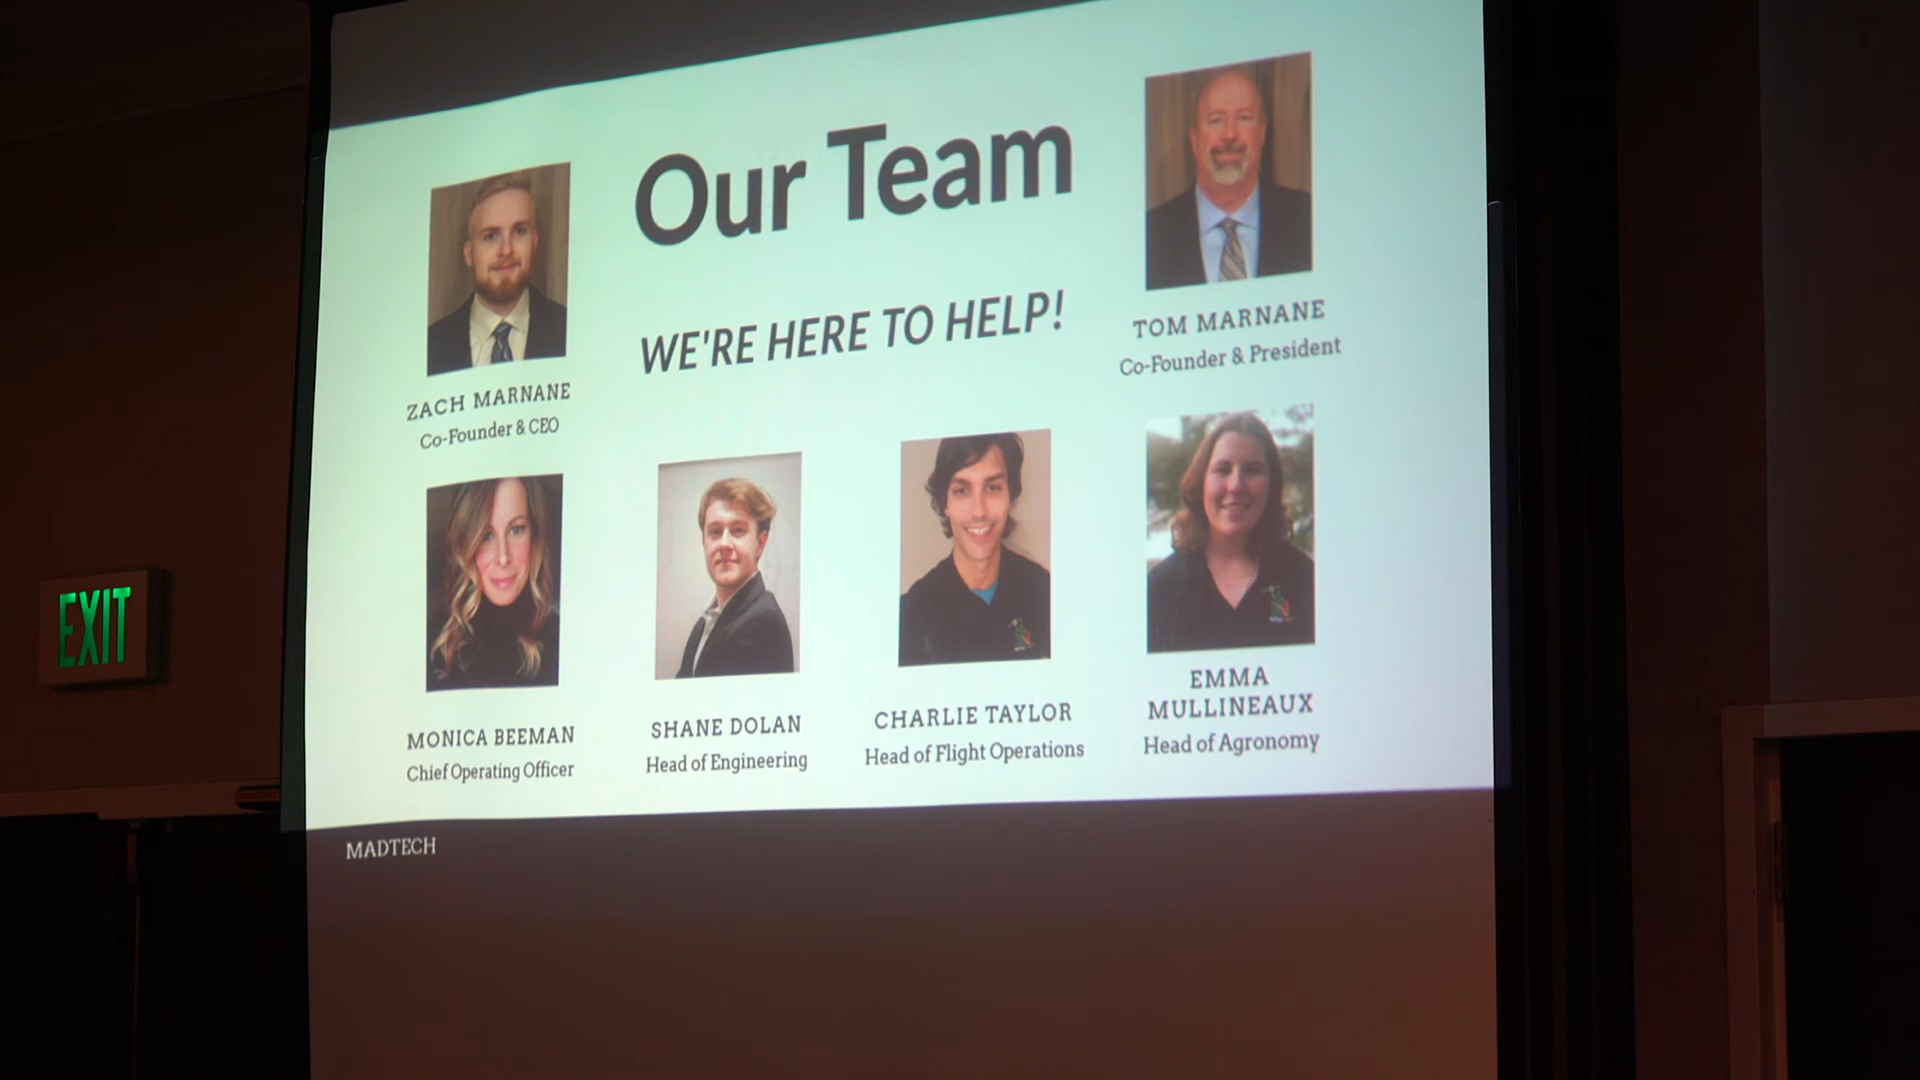 Our Team
WE'RE HERE TO HELP!
ZACH MARNANE
Co-Founder & CEO
TOM MARNANE
Co-Founder & President
MONICA BEEMAN
Chief Operating Officer
SHANE DOLAN
Head of Engineering
CHARLIE TAYLOR
Head of Flight Operations
EMMA
MULLINEAUX
Head of Agronomy
MADTECH
EXIT